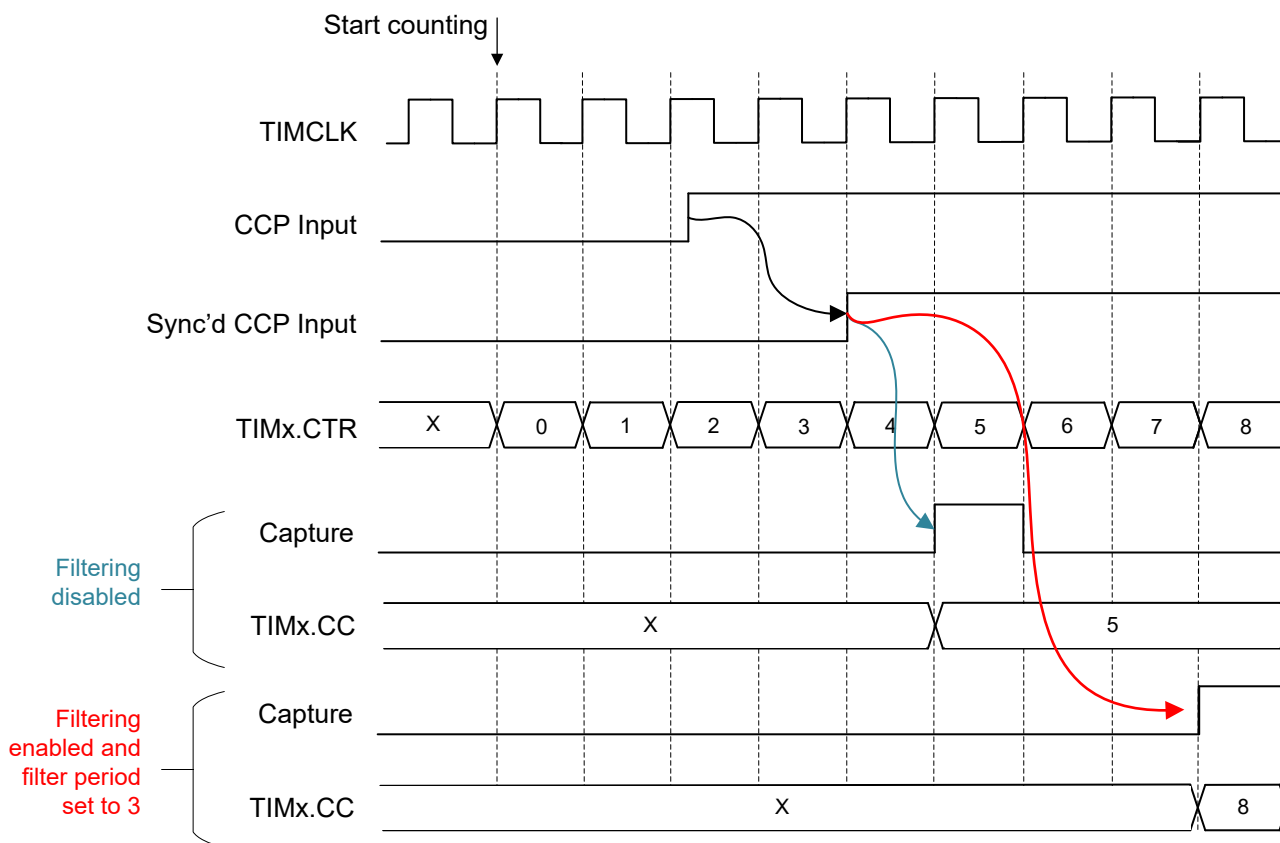 Start counting
TIMCLK
CCP Input
Sync’d CCP Input
TIMx.CTR
X 0 1 2 3 4 5 6 7 8
Filtering
disabled
Capture
TIMx.CC
X 5
Filtering
enabled and
filter period
set to 3
Capture
TIMx.CC
X 8